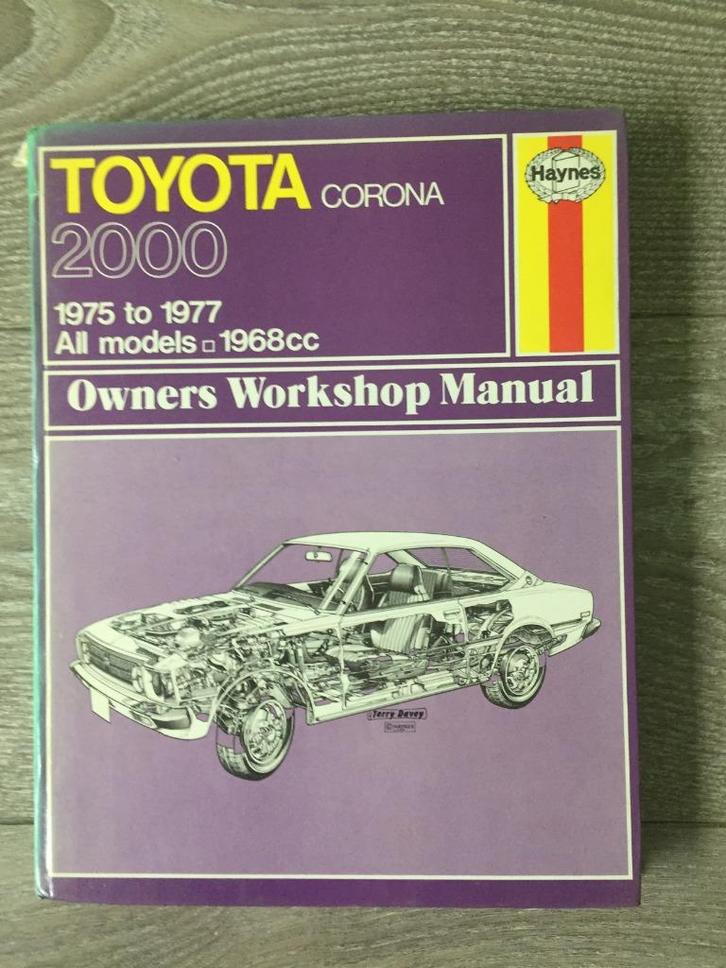 TOYOTA CORONA
Haynes
2000
1975 to 1977
All models □ 1968cc
Owners Workshop Manual
Terry Davey